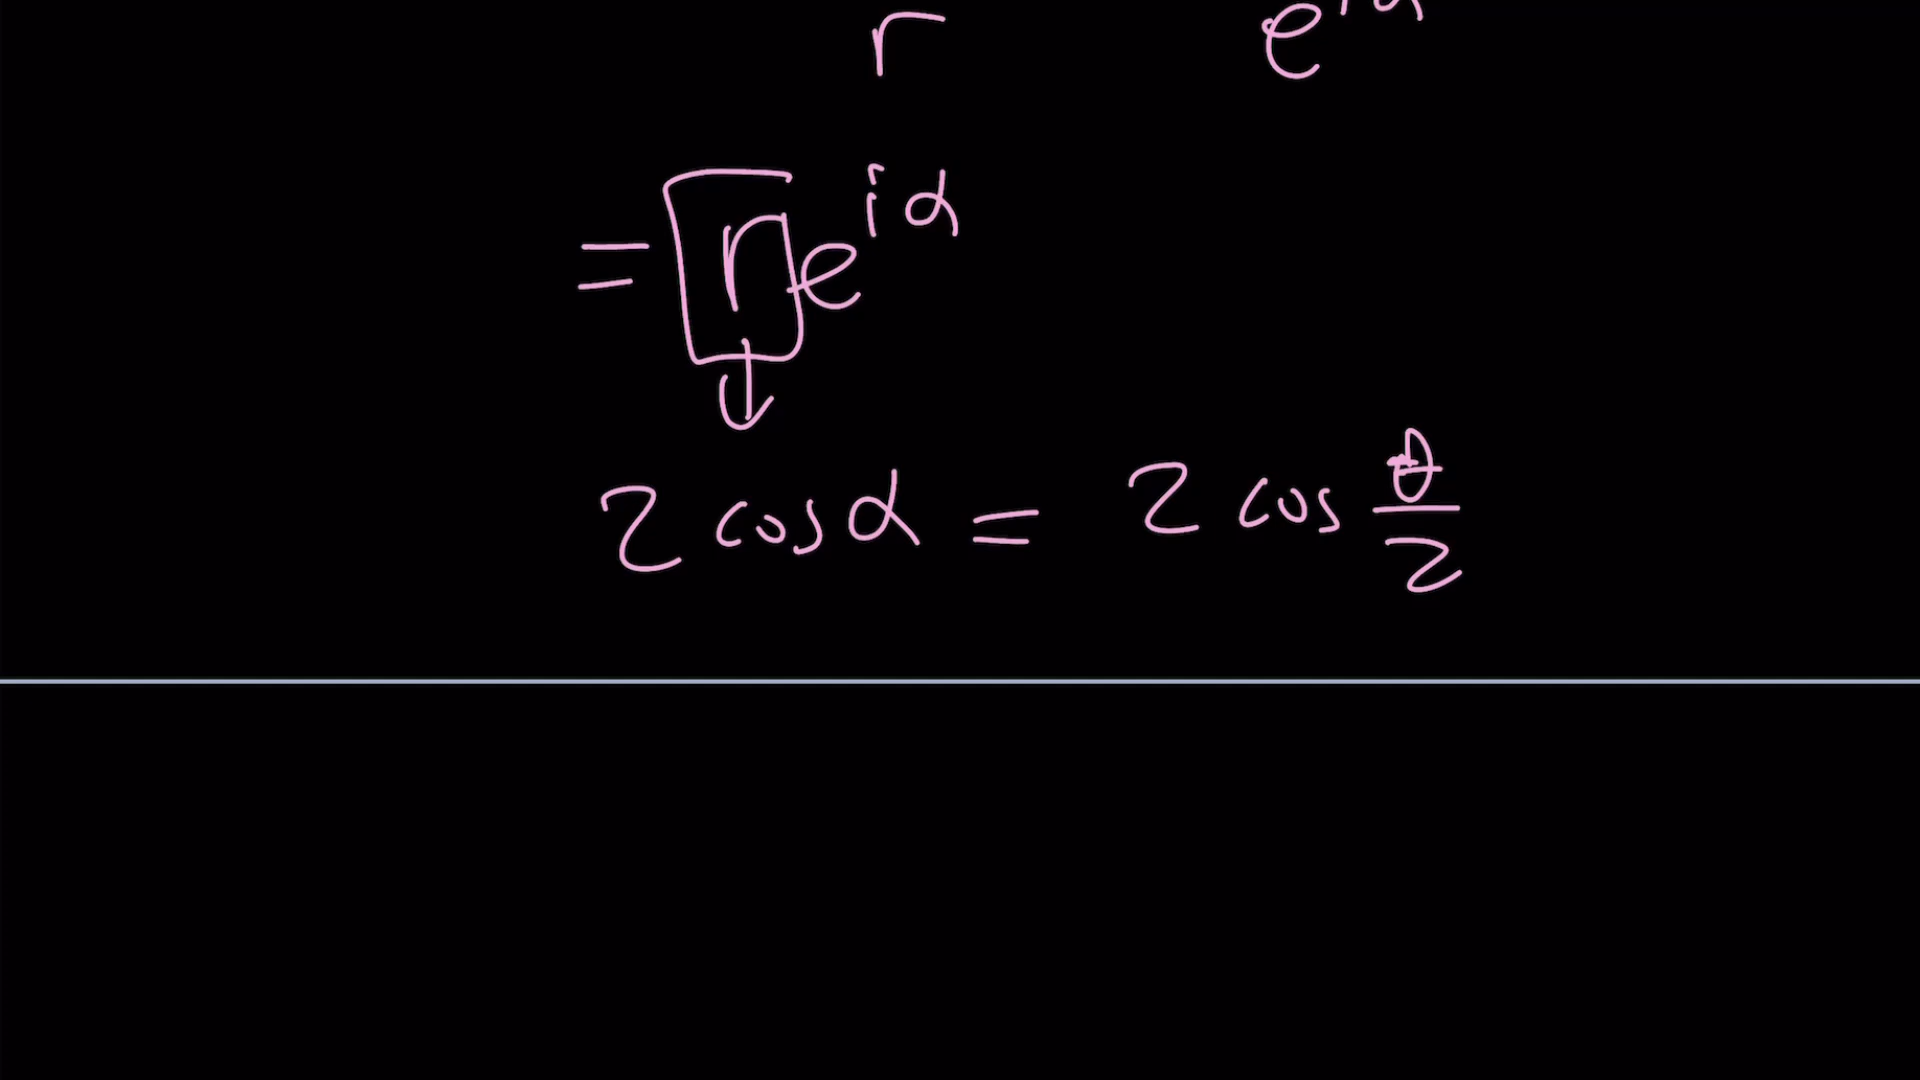 r e^{iα}
= r e^{iα}
↓
2 cos α = 2 cos θ/2